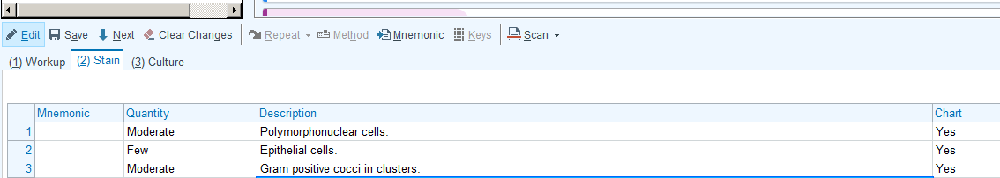 Edit Save Next Clear Changes Repeat Method Mnemonic Keys Scan
(1) Workup (2) Stain (3) Culture
Mnemonic Quantity Description Chart
1 Moderate Polymorphonuclear cells. Yes
2 Few Epithelial cells. Yes
3 Moderate Gram positive cocci in clusters. Yes